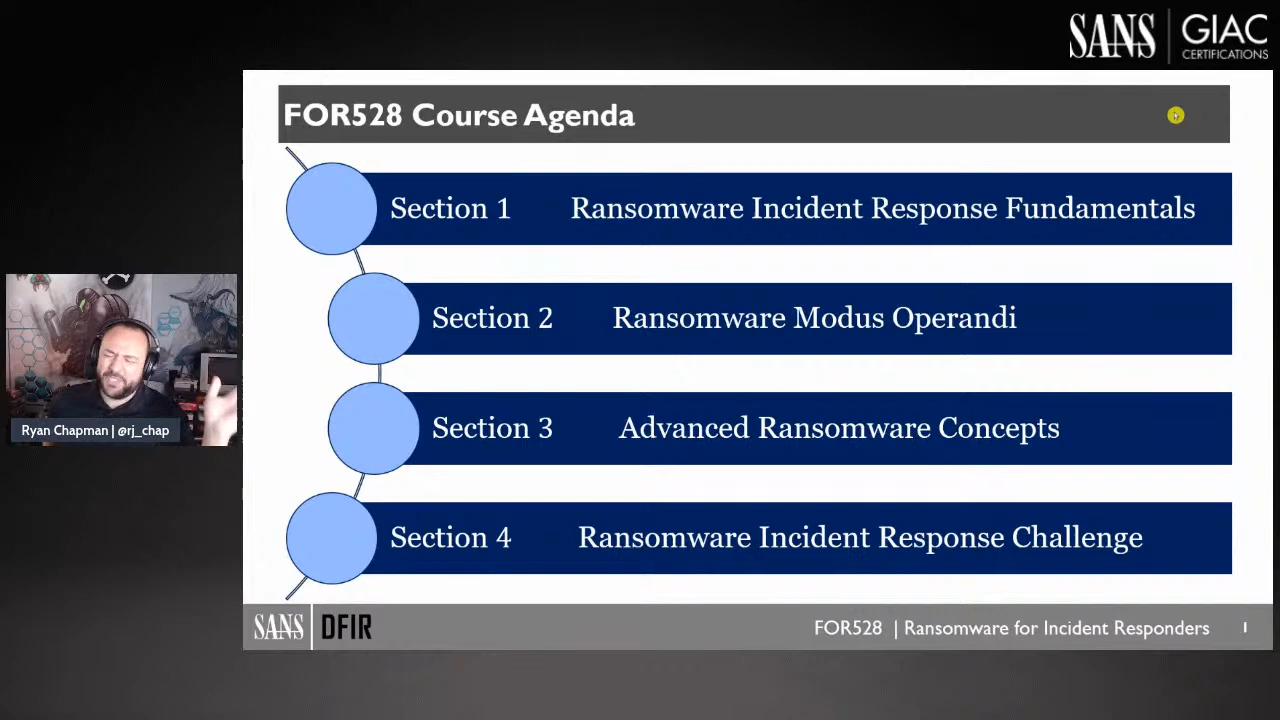 SANS GIAC
CERTIFICATIONS
FOR528 Course Agenda
Section 1 Ransomware Incident Response Fundamentals
Section 2 Ransomware Modus Operandi
Section 3 Advanced Ransomware Concepts
Section 4 Ransomware Incident Response Challenge
Ryan Chapman | @rj_chap
SANS DFIR
FOR528 | Ransomware for Incident Responders 1